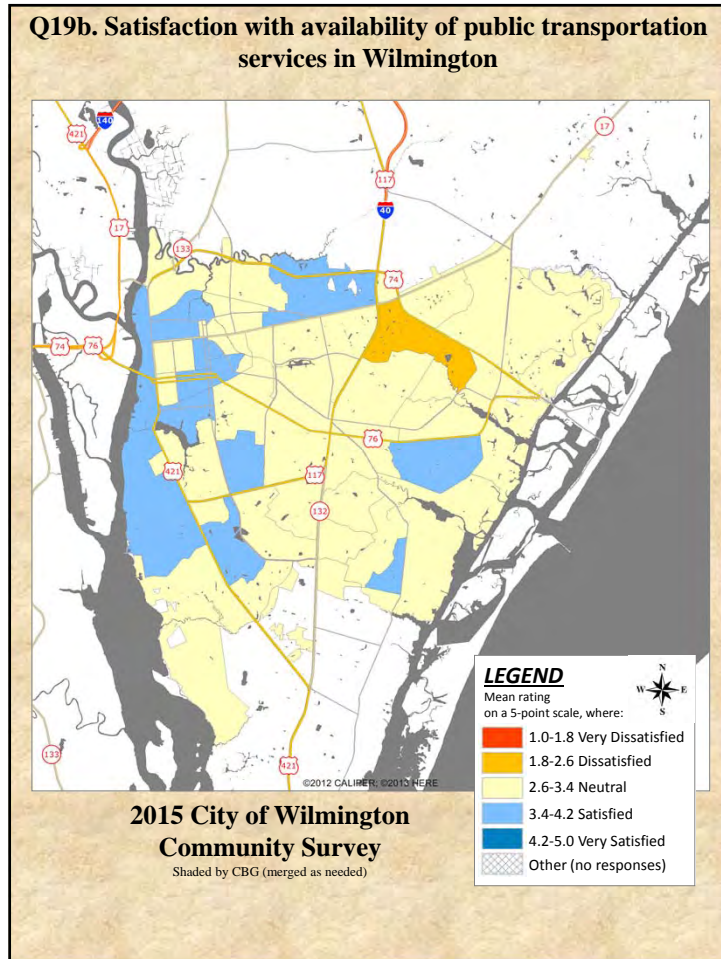 Q19b. Satisfaction with availability of public transportation
services in Wilmington
140
421
17
117
17
40
133
74
74
76
76
421
117
132
133
421
©2012 CALIPER; ©2013 HERE
LEGEND
Mean rating
on a 5-point scale, where:
N
W E
S
1.0-1.8 Very Dissatisfied
1.8-2.6 Dissatisfied
2.6-3.4 Neutral
3.4-4.2 Satisfied
4.2-5.0 Very Satisfied
Other (no responses)
2015 City of Wilmington
Community Survey
Shaded by CBG (merged as needed)